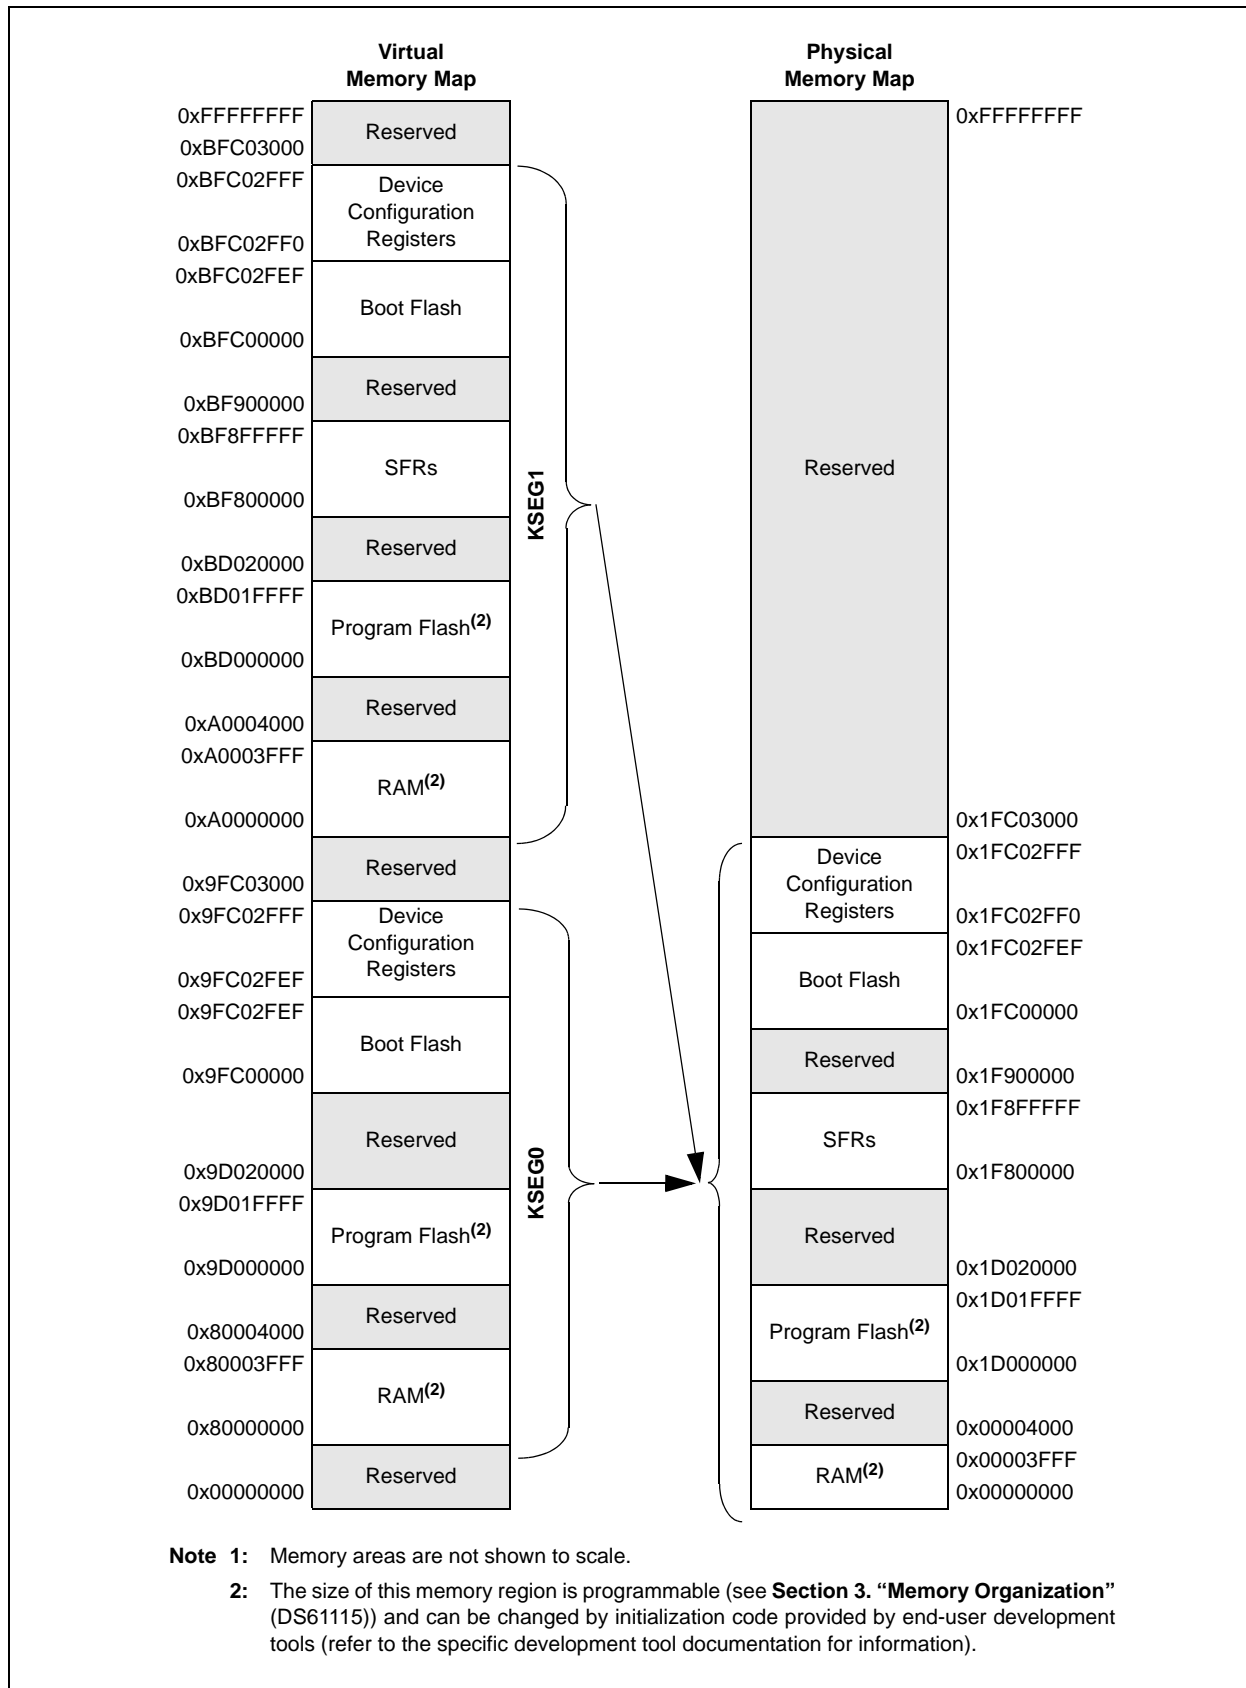 Virtual
Memory Map
0xFFFFFFFF
Reserved
0xBFC03000
0xBFC02FFF
Device
Configuration
Registers
0xBFC02FF0
0xBFC02FEF
Boot Flash
0xBFC00000
Reserved
0xBF900000
0xBF8FFFFF
SFRs
0xBF800000
Reserved
0xBD020000
0xBD01FFFF
Program Flash(2)
0xBD000000
Reserved
0xA0004000
0xA0003FFF
RAM(2)
0xA0000000
KSEG1
Reserved
0x9FC03000
0x9FC02FFF
Device
Configuration
Registers
0x9FC02FEF
0x9FC02FEF
Boot Flash
0x9FC00000
Reserved
0x9D020000
0x9D01FFFF
Program Flash(2)
0x9D000000
Reserved
0x80004000
0x80003FFF
RAM(2)
0x80000000
KSEG0
Reserved
0x00000000
Physical
Memory Map
0xFFFFFFFF
Reserved
0x1FC03000
0x1FC02FFF
Device
Configuration
Registers
0x1FC02FF0
0x1FC02FEF
Boot Flash
0x1FC00000
Reserved
0x1F900000
0x1F8FFFFF
SFRs
0x1F800000
Reserved
0x1D020000
0x1D01FFFF
Program Flash(2)
0x1D000000
Reserved
0x00004000
0x00003FFF
RAM(2)
0x00000000
Note 1: Memory areas are not shown to scale.
2: The size of this memory region is programmable (see Section 3. “Memory Organization”
(DS61115)) and can be changed by initialization code provided by end-user development
tools (refer to the specific development tool documentation for information).